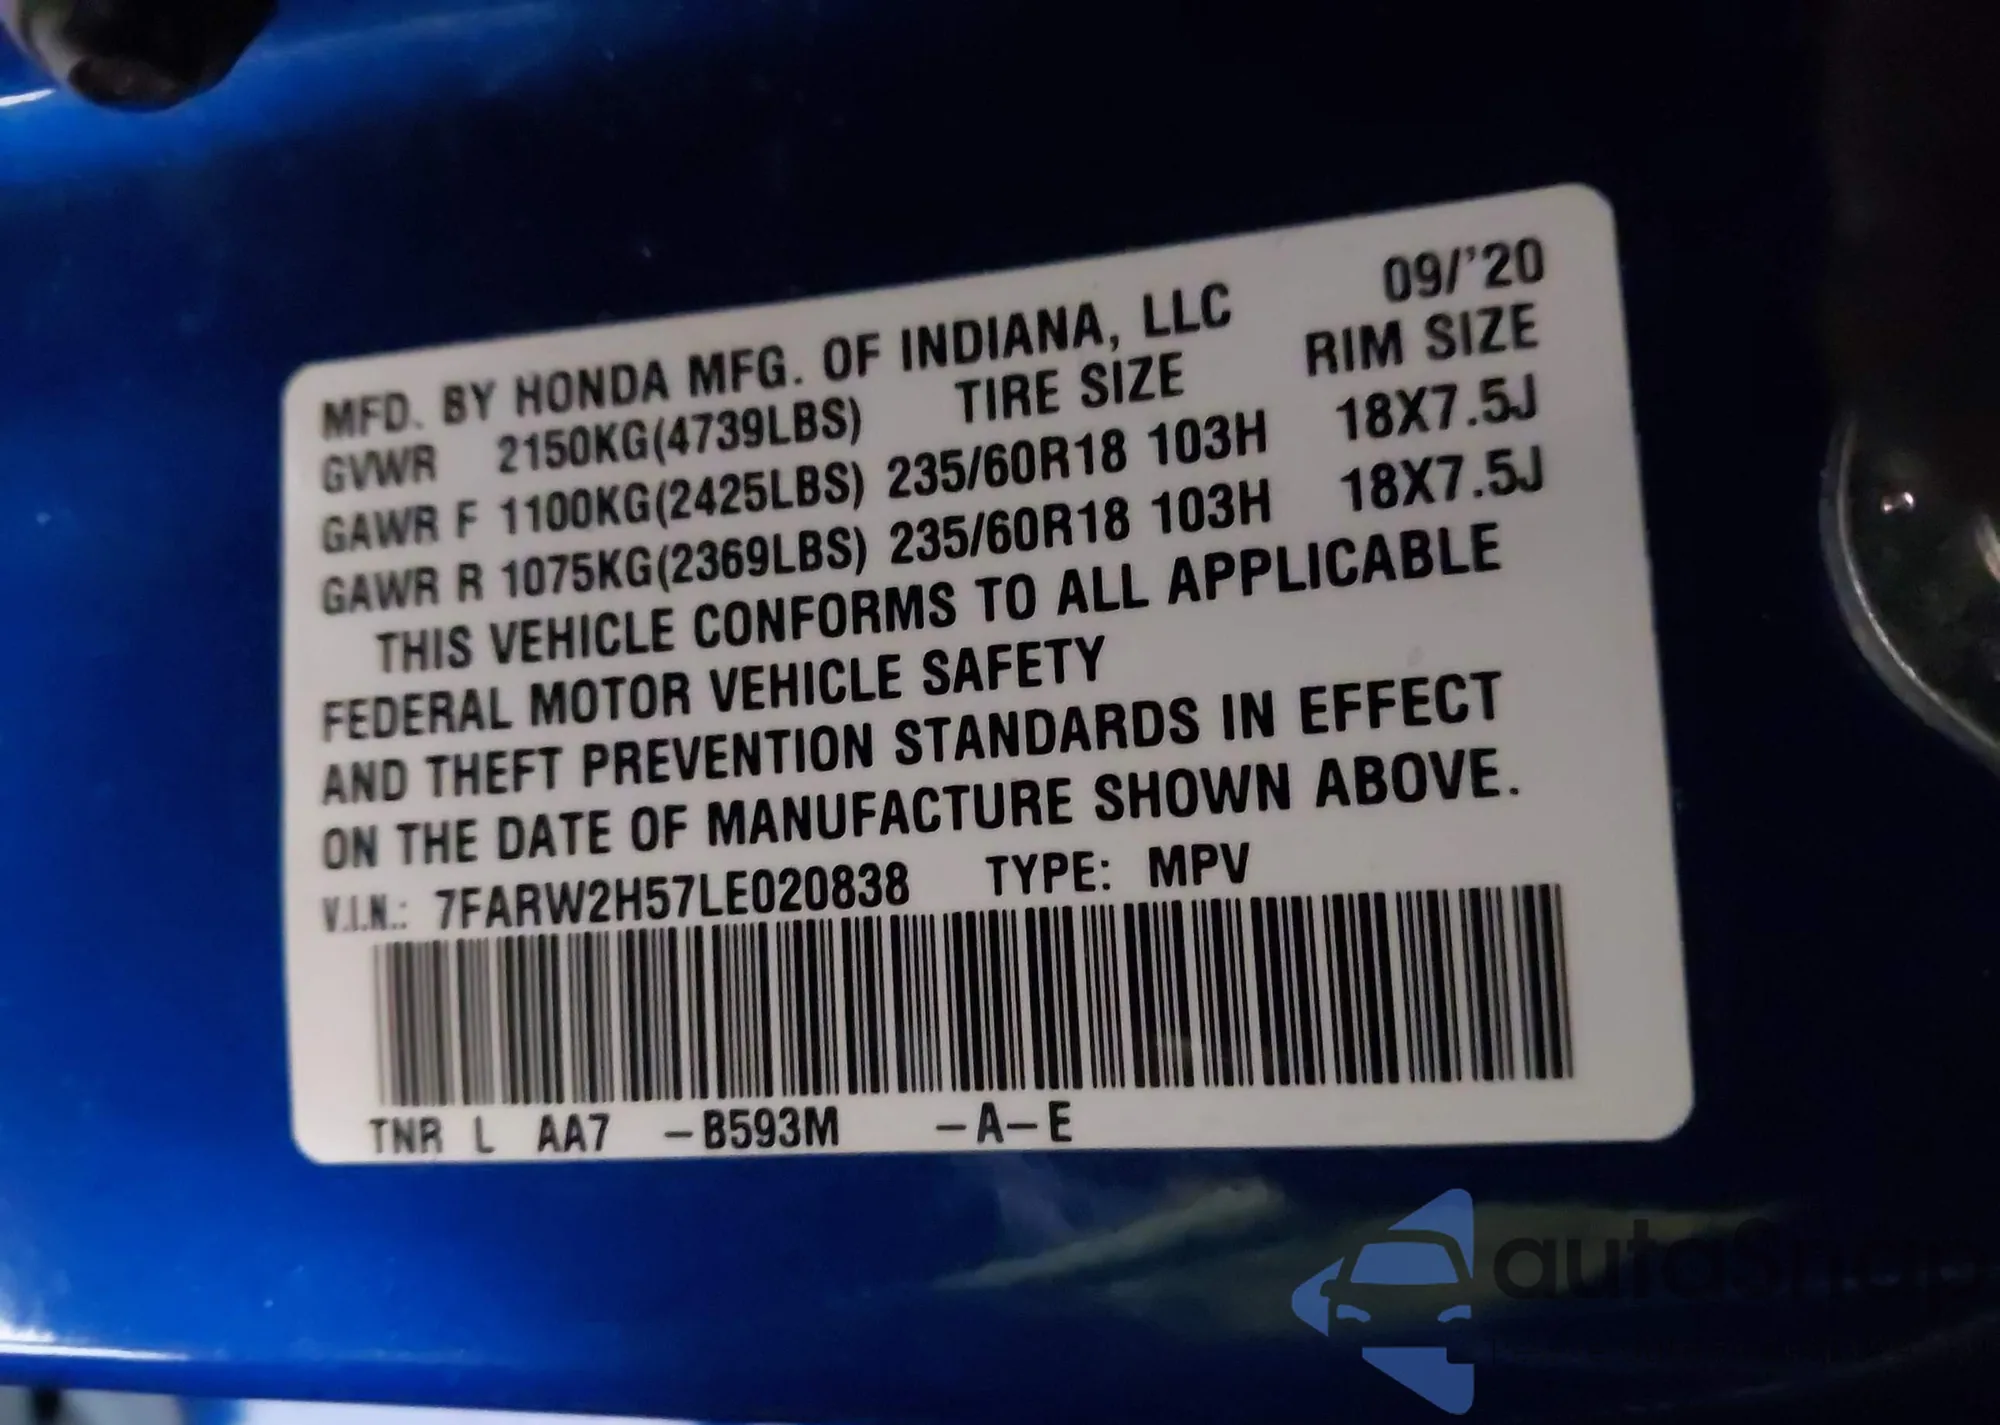 09/'20
MFD. BY HONDA MFG. OF INDIANA, LLC
GVWR 2150KG(4739LBS) TIRE SIZE RIM SIZE
GAWR F 1100KG(2425LBS) 235/60R18 103H 18X7.5J
GAWR R 1075KG(2369LBS) 235/60R18 103H 18X7.5J
THIS VEHICLE CONFORMS TO ALL APPLICABLE
FEDERAL MOTOR VEHICLE SAFETY
AND THEFT PREVENTION STANDARDS IN EFFECT
ON THE DATE OF MANUFACTURE SHOWN ABOVE.
V.I.N.: 7FARW2H57LE020838 TYPE: MPV
TNR L AA7 -B593M -A-E
autoSnap